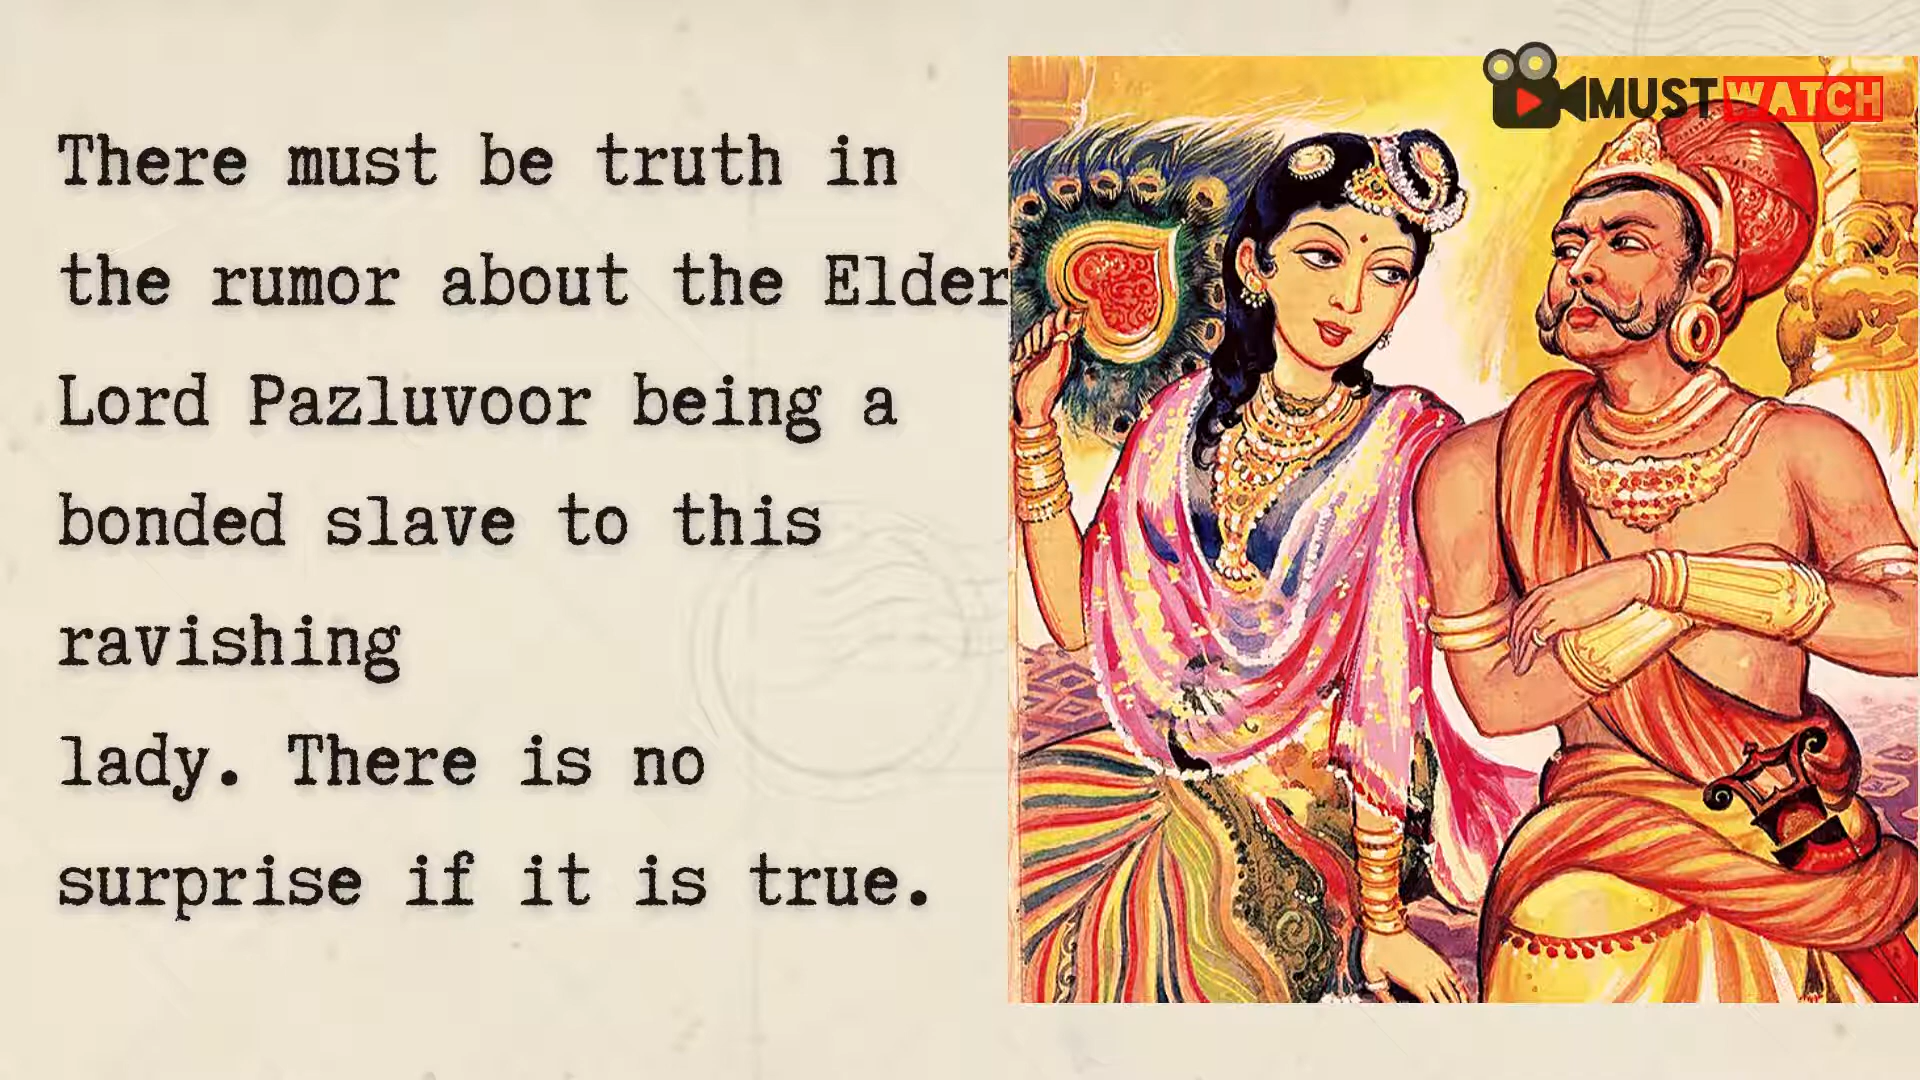 There must be truth in
the rumor about the Elder
Lord Pazluvoor being a
bonded slave to this
ravishing
lady. There is no
surprise if it is true.
MUST WATCH